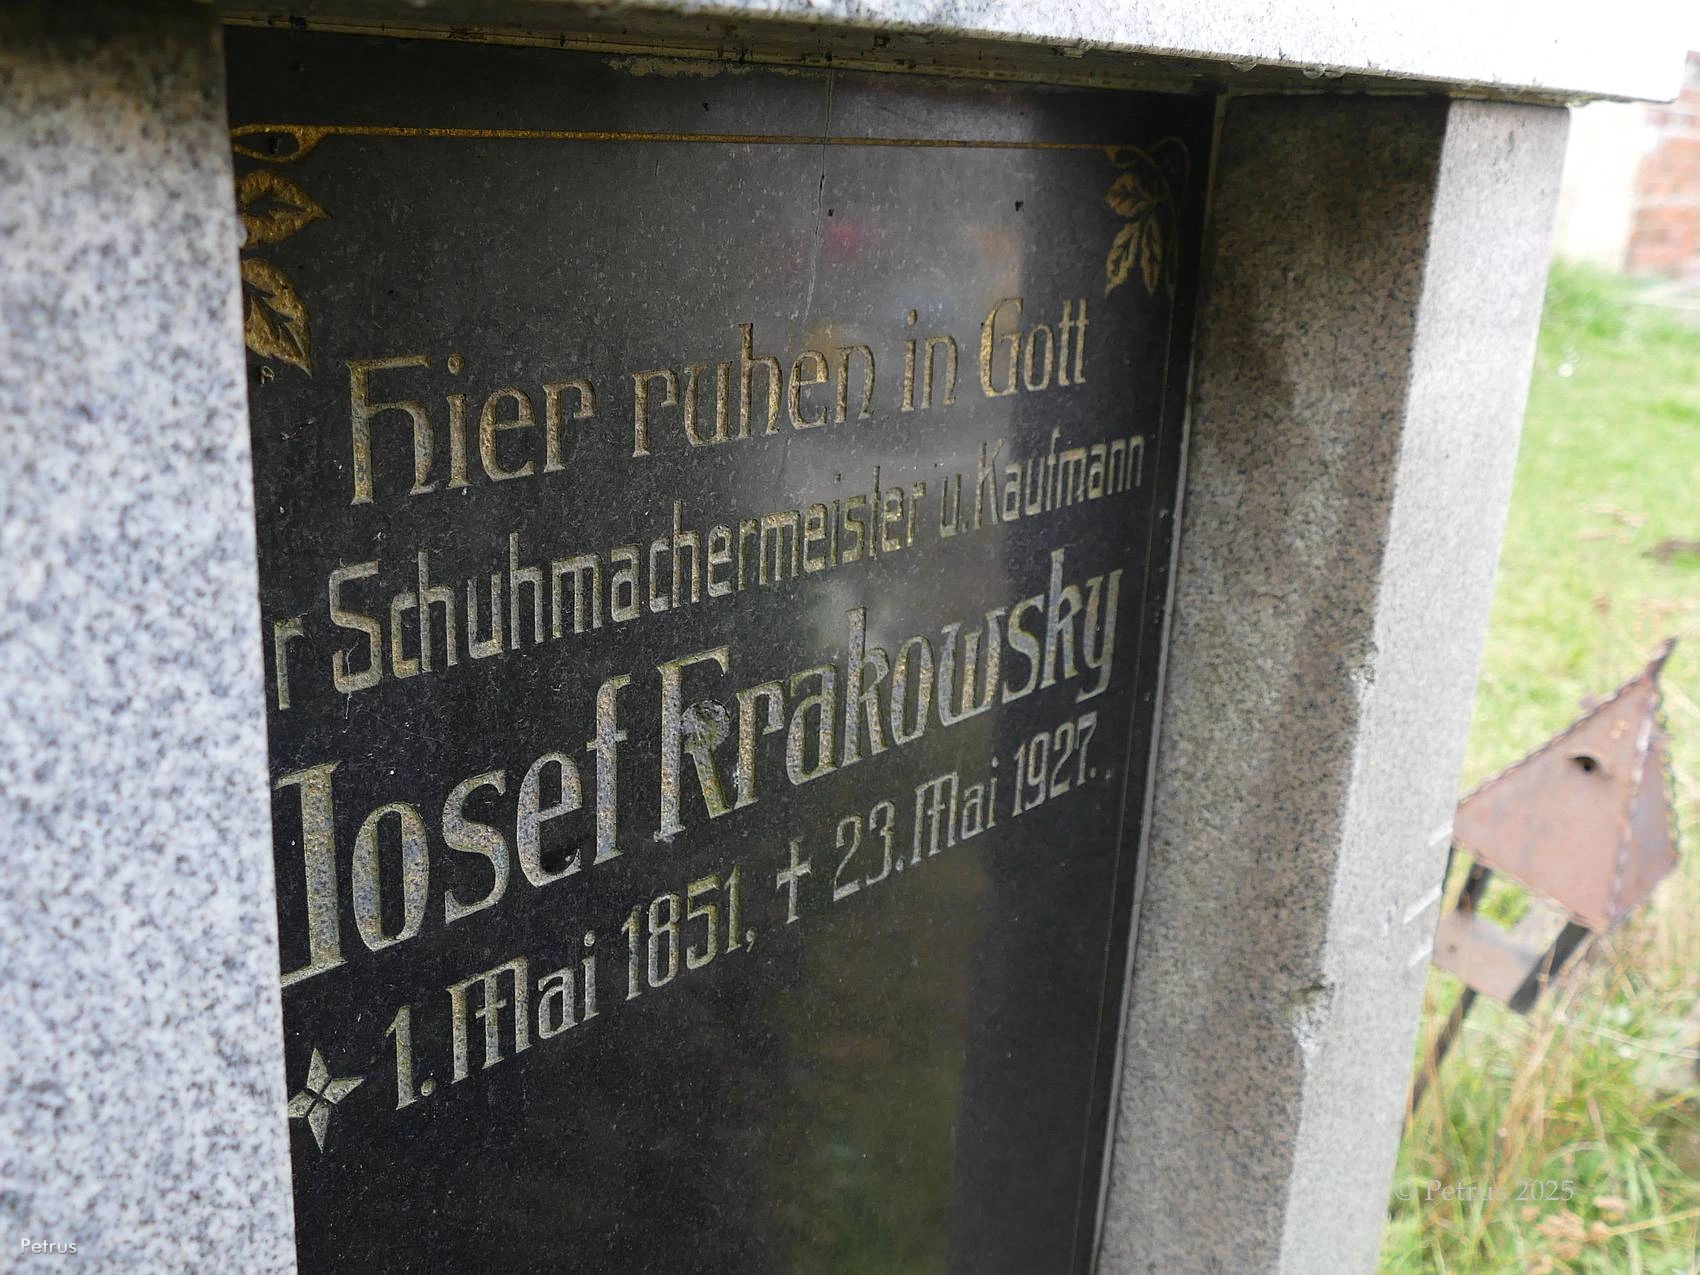 Hier ruhen in Gott
r Schuhmachermeister u. Kaufmann
Josef Krakowsky
1. Mai 1851, † 23. Mai 1927.
© Petrus 2025
Petrus